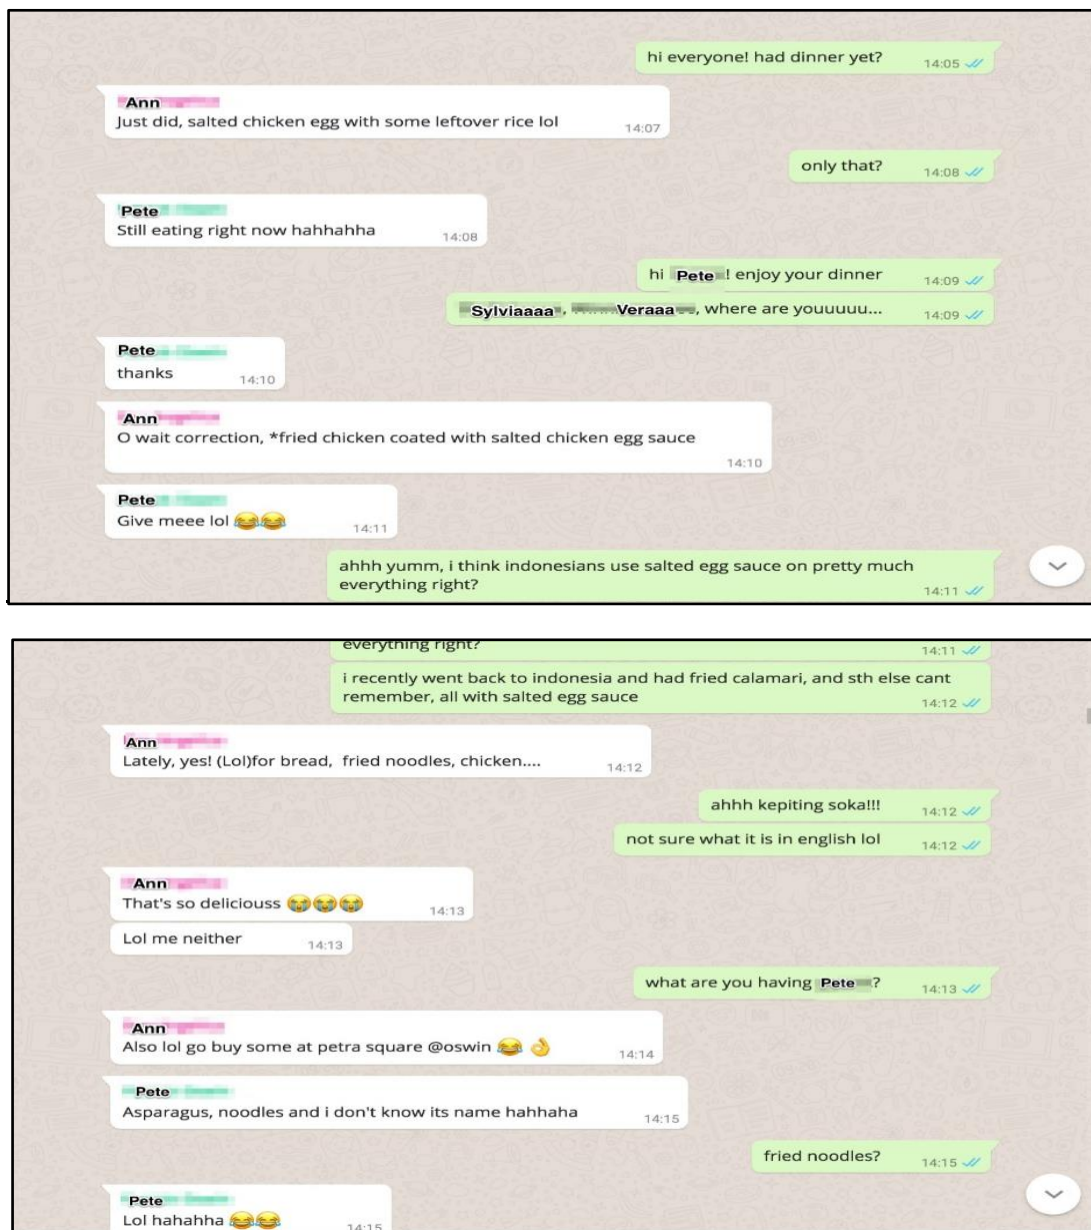 hi everyone! had dinner yet?
14:05
Ann
Just did, salted chicken egg with some leftover rice lol
14:07
only that?
14:08
Pete
Still eating right now hahhahha
14:08
hi Pete ! enjoy your dinner
14:09
Sylviaaaa , Veraaa , where are youuuuu...
14:09
Pete
thanks
14:10
Ann
O wait correction, *fried chicken coated with salted chicken egg sauce
14:10
Pete
Give meee lol 😂😂
14:11
ahhh yumm, i think indonesians use salted egg sauce on pretty much
everything right?
14:11
everything right?
14:11
i recently went back to indonesia and had fried calamari, and sth else cant
remember, all with salted egg sauce
14:12
Ann
Lately, yes! (Lol)for bread, fried noodles, chicken....
14:12
ahhh kepiting soka!!!
14:12
not sure what it is in english lol
14:12
Ann
That's so deliciouss 😭😭😭
14:13
Lol me neither
14:13
what are you having Pete ?
14:13
Ann
Also lol go buy some at petra square @oswin 😂 👌
14:14
Pete
Asparagus, noodles and i don't know its name hahhaha
14:15
fried noodles?
14:15
Pete
Lol hahahha 😂😂
14:15